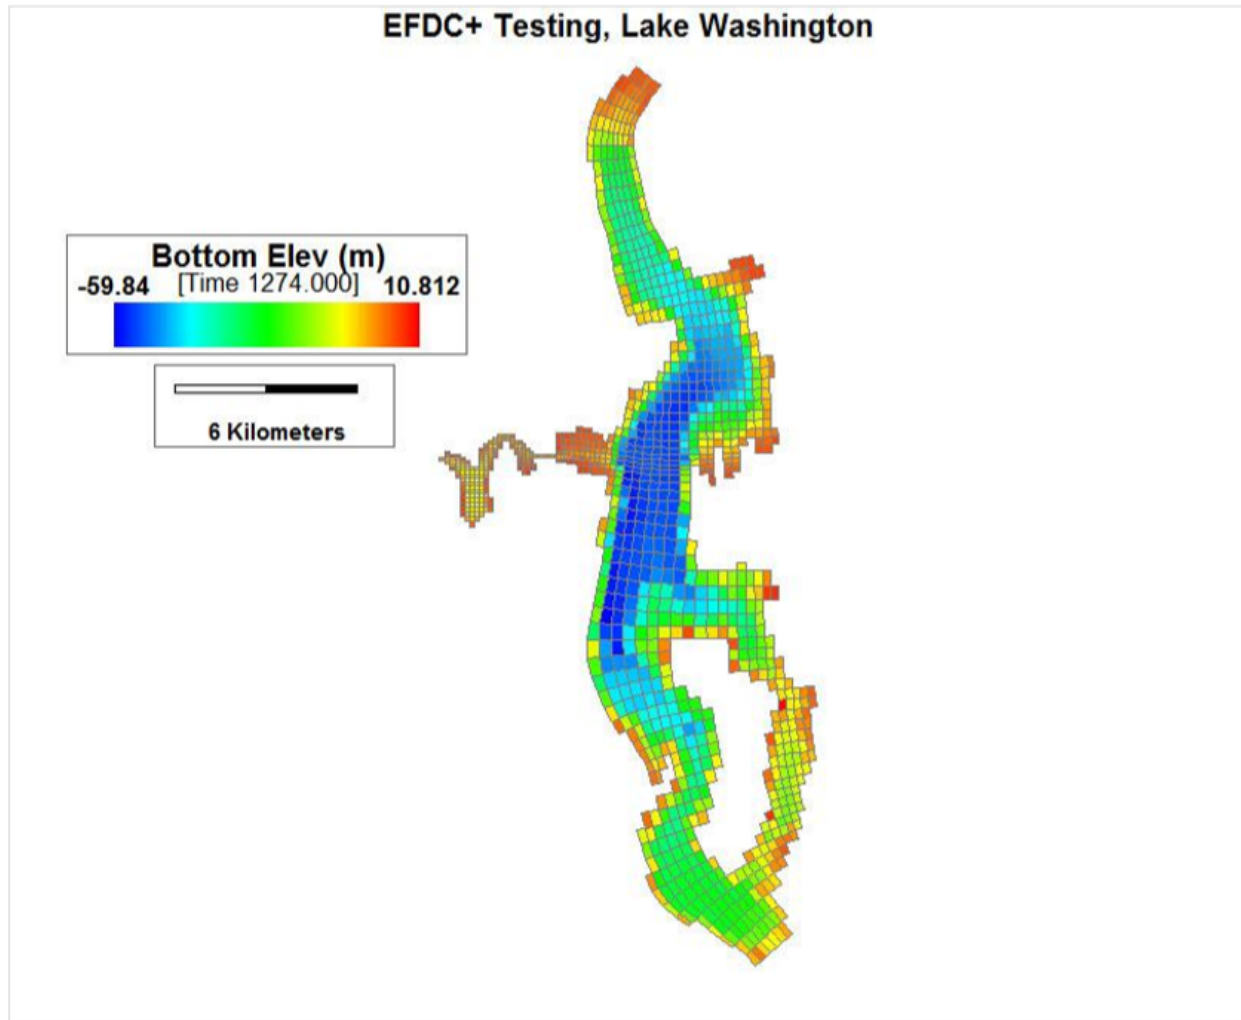 EFDC+ Testing, Lake Washington
Bottom Elev (m)
-59.84 [Time 1274.000] 10.812
6 Kilometers